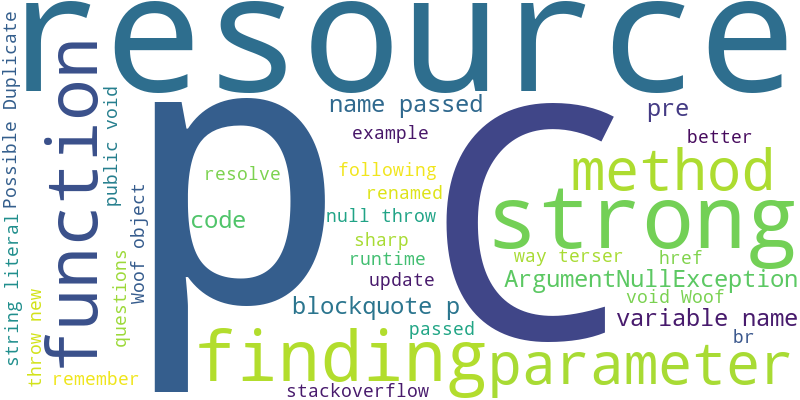 resource
p
C
function
Possible Duplicate
public void
name passed
pre
example
better
method
resolve
following
renamed
strong
code
null throw
Woof object
string literal
sharp
runtime
way terser
href
questions
update
ArgumentNullException
throw new
blockquote p
void Woof
variable name
passed
br
finding
parameter
remember
stackoverflow